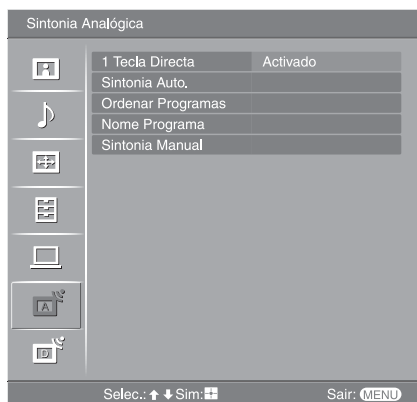 Sintonia Analógica
1 Tecla Directa Activado
Sintonia Auto.
Ordenar Programas
Nome Programa
Sintonia Manual
A
D
Selec.: Sim: Sair: MENU